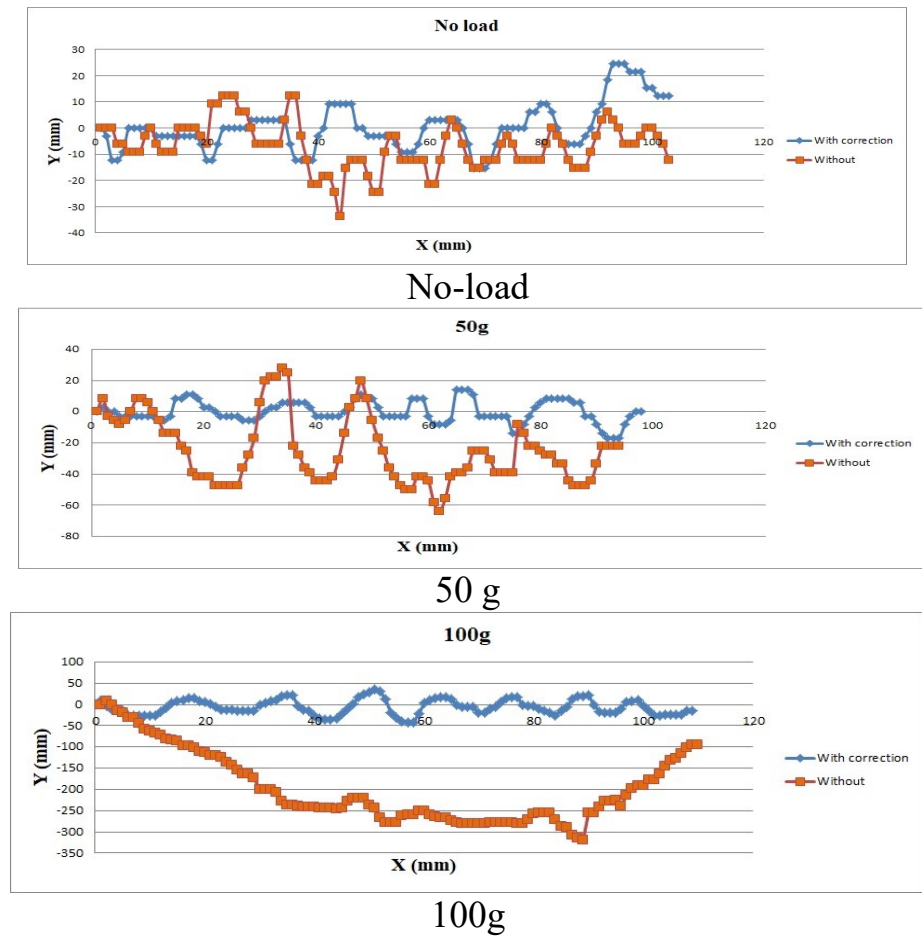 No load
30
20
10
0
-10
-20
-30
-40
0 20 40 60 80 100 120
Y (mm)
X (mm)
With correction
Without
No-load
50g
40
20
0
-20
-40
-60
-80
0 20 40 60 80 100 120
Y (mm)
X (mm)
With correction
Without
50 g
100g
100
50
0
-50
-100
-150
-200
-250
-300
-350
0 20 40 60 80 100 120
Y (mm)
X (mm)
With correction
Without
100g